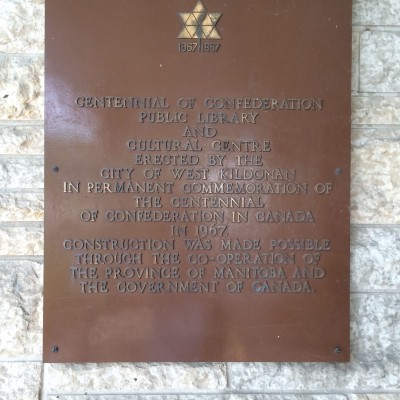 1867 1967
CENTENNIAL OF CONFEDERATION
PUBLIC LIBRARY
AND
CULTURAL CENTRE
ERECTED BY THE
CITY OF WEST KILDONAN
IN PERMANENT COMMEMORATION OF
THE CENTENNIAL
OF CONFEDERATION IN CANADA
IN 1967.
CONSTRUCTION WAS MADE POSSIBLE
THROUGH THE CO-OPERATION OF
THE PROVINCE OF MANITOBA AND
THE GOVERNMENT OF CANADA.